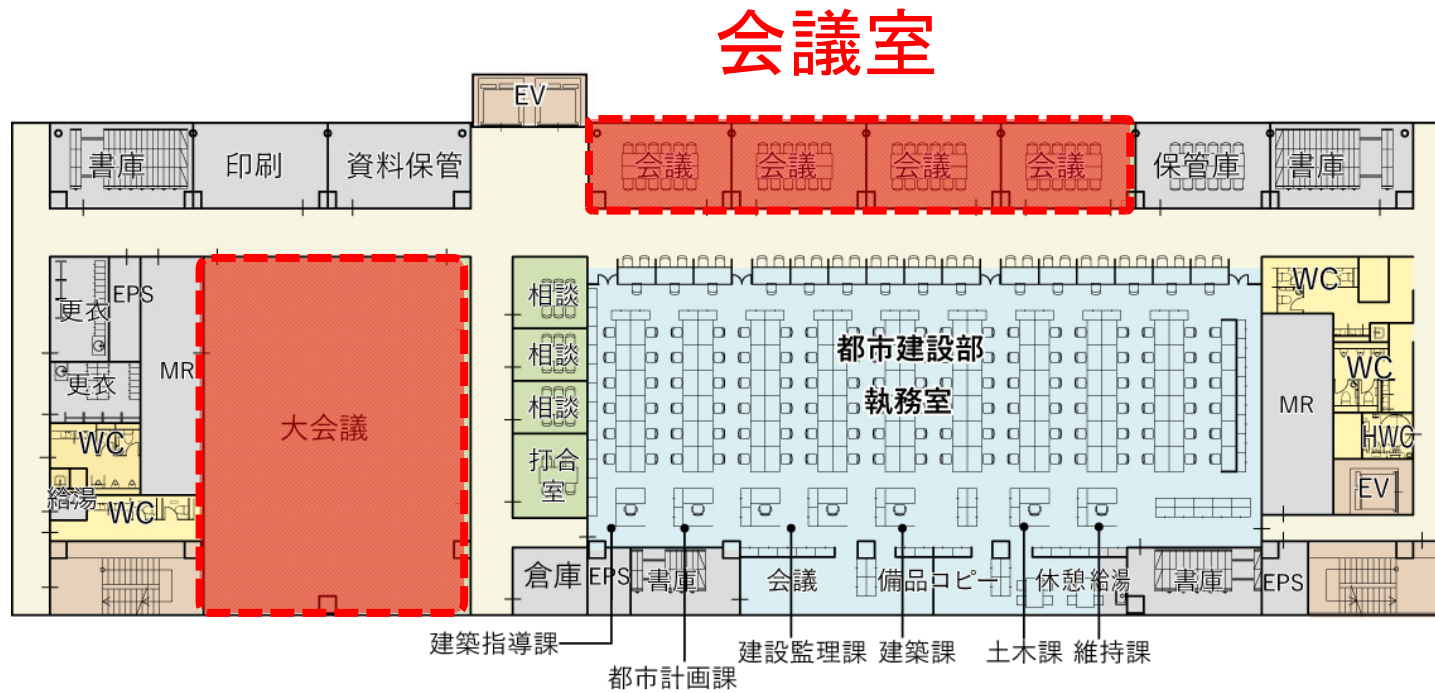 会議室
EV
書庫
印刷
資料保管
会議
会議
会議
会議
保管庫
書庫
更衣
EPS
更衣
MR
WC
給湯
WC
大会議
相談
相談
相談
打合
室
都市建設部
執務室
WC
WC
MR
HWC
EV
倉庫
EPS
書庫
会議
備品コピー
休憩
給湯
書庫
EPS
建築指導課
都市計画課
建設監理課
建築課
土木課
維持課